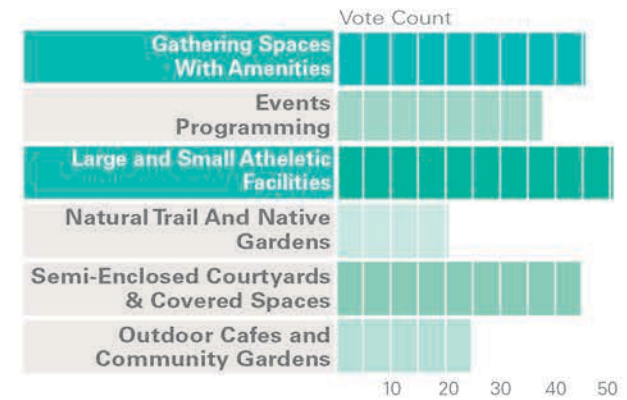 Vote Count
Gathering Spaces
With Amenities
Events
Programming
Large and Small Atheletic
Facilities
Natural Trail And Native
Gardens
Semi-Enclosed Courtyards
& Covered Spaces
Outdoor Cafes and
Community Gardens
10 20 30 40 50